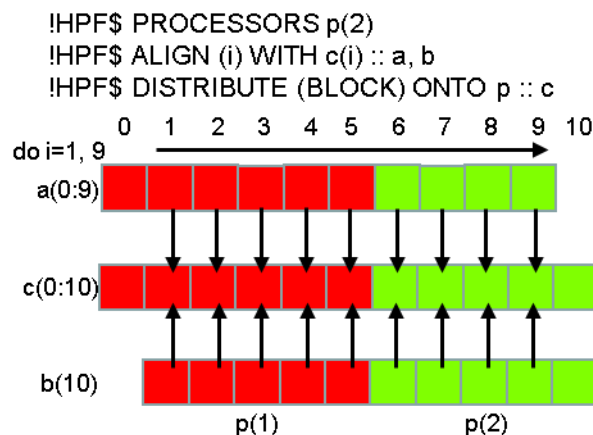 !HPF$ PROCESSORS p(2)
!HPF$ ALIGN (i) WITH c(i) :: a, b
!HPF$ DISTRIBUTE (BLOCK) ONTO p :: c
0 1 2 3 4 5 6 7 8 9 10
do i=1, 9
a(0:9)
c(0:10)
b(10)
p(1) p(2)